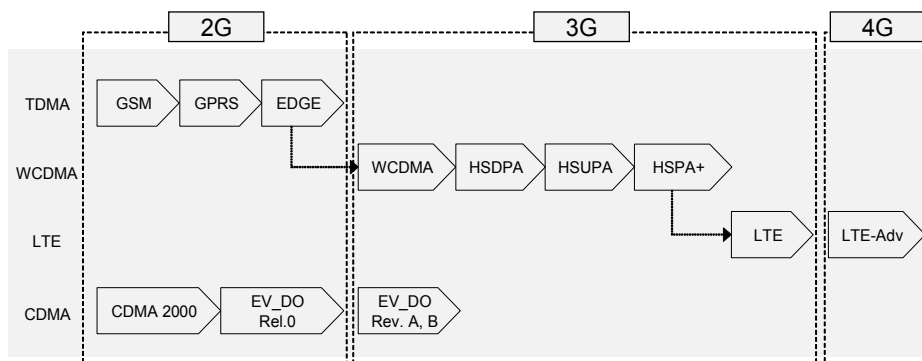 2G
3G
4G
TDMA
GSM
GPRS
EDGE
WCDMA
WCDMA
HSDPA
HSUPA
HSPA+
LTE
LTE
LTE-Adv
CDMA
CDMA 2000
EV_DO
Rel.0
EV_DO
Rev. A, B